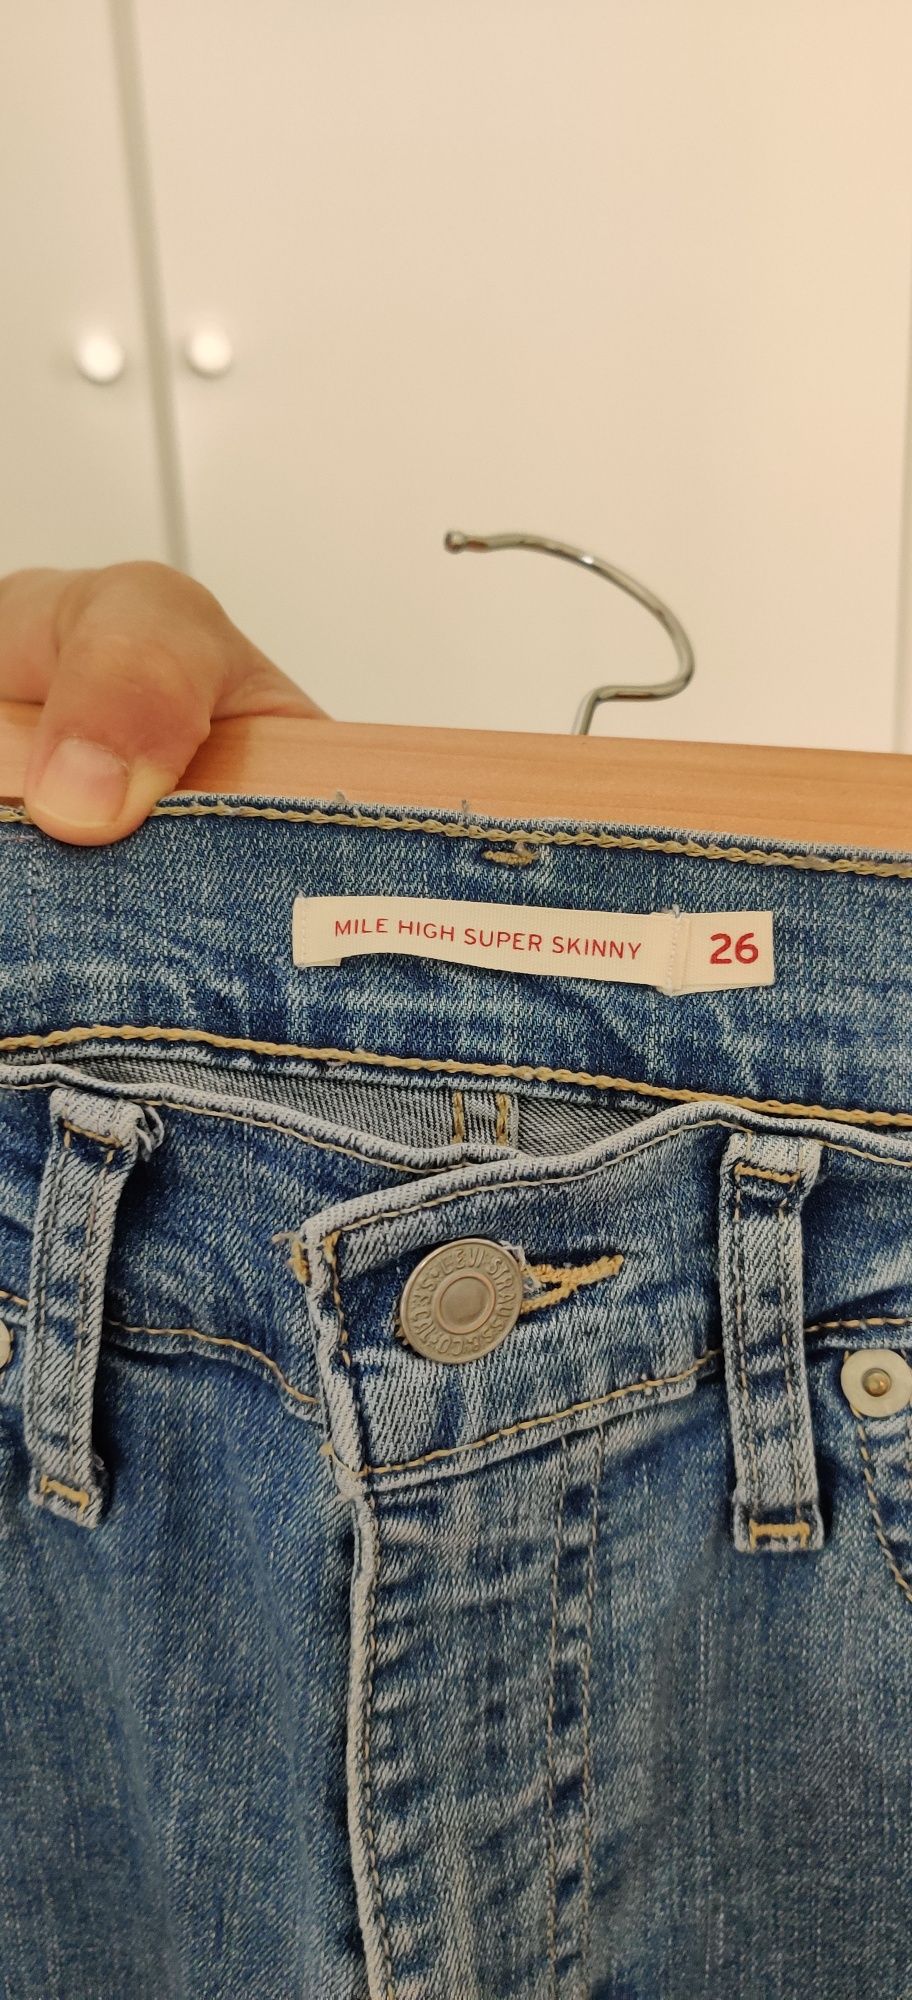 MILE HIGH SUPER SKINNY 26
LEVI STRAUSS & CO